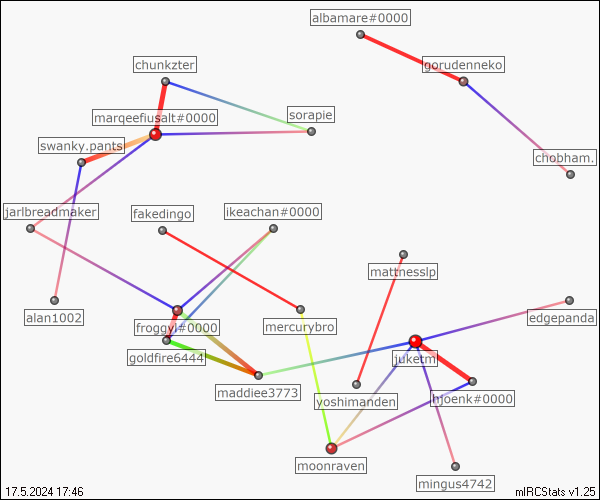 albamare#0000
chunkzter
gorudenneko
marqeefiusalt#0000
sorapie
swanky.pants
chobham.
jarlbreadmaker
fakedingo
ikeachan#0000
mattnesslp
alan1002
froggyl#0000
mercurybro
edgepanda
goldfire6444
juketm
maddiee3773
yoshimanden
hjoenk#0000
moonraven
mingus4742
17.5.2024 17:46
mIRCStats v1.25